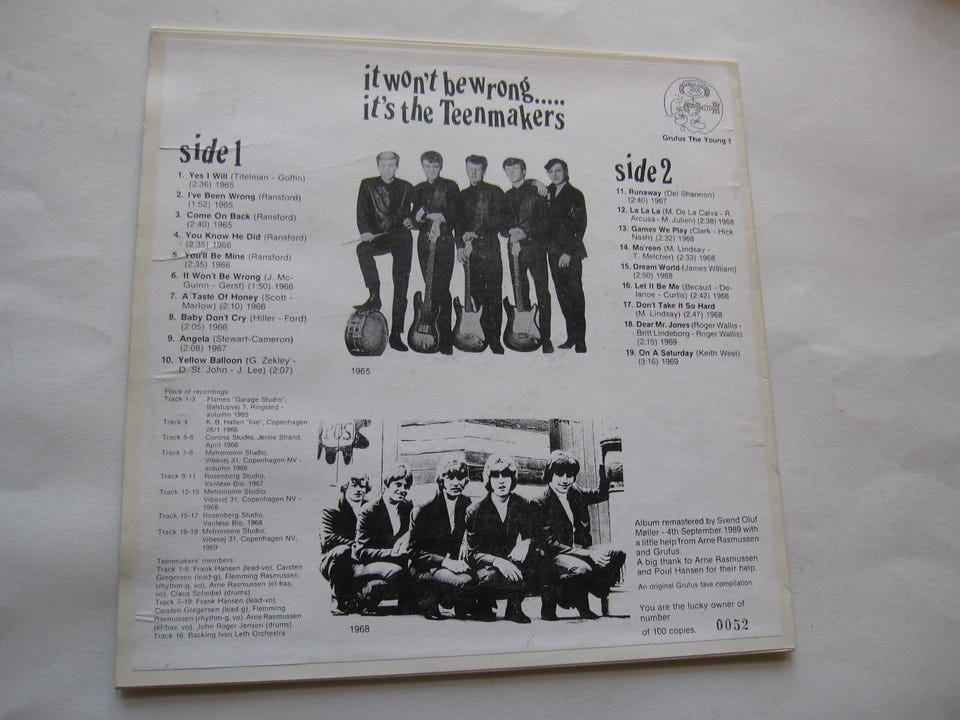 it won't be wrong.....
it's the Teenmakers
Grufus The Young 1
side 1
1. Yes I Will (Titelman - Goffin)
(2:36) 1965
2. I've Been Wrong (Ransford)
(1:52) 1965
3. Come On Back (Ransford)
(2:40) 1965
4. You Know He Did (Ransford)
(2:35) 1966
5. You'll Be Mine (Ransford)
(2:35) 1966
6. It Won't Be Wrong (J. Mc-
Guinn - Gerst) (1:50) 1966
7. A Taste Of Honey (Scott -
Marlow) (2:10) 1966
8. Baby Don't Cry (Hiller - Ford)
(2:05) 1966
9. Angela (Stewart-Cameron)
(2:08) 1967
10. Yellow Balloon (G. Zekley -
D. St. John - J. Lee) (2:07)
1965
side 2
11. Runaway (Del Shannon)
(2:40) 1967
12. La La La (M. De La Calva - R.
Arcusa - M. Julien) (2:38) 1968
13. Games We Play (Clark - Hick
Nash) (2:32) 1968
14. Mo'reen (M. Lindsay -
T. Melcher) (2:33) 1968
15. Dream World (James William)
(2:50) 1968
16. Let It Be Me (Becaud - De-
lanoe - Curtis) (2:42) 1968
17. Don't Take It So Hard
(M. Lindsay) (2:47) 1968
18. Dear Mr. Jones (Roger Wallis -
Britt Lindeborg - Roger Wallis)
(2:15) 1969
19. On A Saturday (Keith West)
(3:16) 1969
Place of recordings:
Track 1-3 Flames "Garage Studio",
Balstupvej 7, Ringsted -
autumn 1965
Track 4 K. B. Hallen "live", Copenhagen
26/1 1966
Track 5-6 Corona Studio, Jersie Strand,
April 1966
Track 7-8 Metronome Studio,
Vibevej 31, Copenhagen NV -
autumn 1966
Track 9-11 Rosenberg Studio,
Vanløse Bio, 1967
Track 12-15 Metronome Studio,
Vibevej 31, Copenhagen NV -
1968
Track 15-17 Rosenberg Studio,
Vanløse Bio, 1968
Track 18-19 Metronome Studio,
Vibevej 31, Copenhagen NV,
1969
Teenmakers' members:
Track 1-6: Frank Hansen (lead-vo), Carsten
Gregersen (lead-g), Flemming Rasmussen
(rhythm-g, vo), Arne Rasmussen (el-bas,
vo), Claus Scheibel (drums).
Track 7-19: Frank Hansen (lead-vo),
Carsten Gregersen (lead-g), Flemming
Rasmussen (rhythm-g, vo), Arne Rasmussen
(el-bas, vo), John Roger Jensen (drums).
Track 16: Backing Ivan Leth Orchestra.
1968
Album remastered by Svend Oluf
Møller - 4th September 1989 with
a little help from Arne Rasmussen
and Grufus.
A big thank to Arne Rasmussen
and Poul Hansen for their help.
An original Grufus fave compilation
You are the lucky owner of
number
of 100 copies. 0052